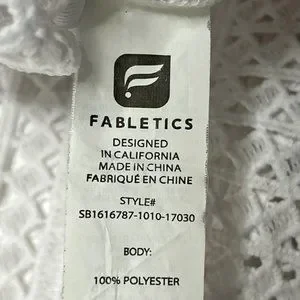 FABLETICS
DESIGNED
IN CALIFORNIA
MADE IN CHINA
FABRIQUÉ EN CHINE
STYLE#
SB1616787-1010-17030
BODY:
100% POLYESTER